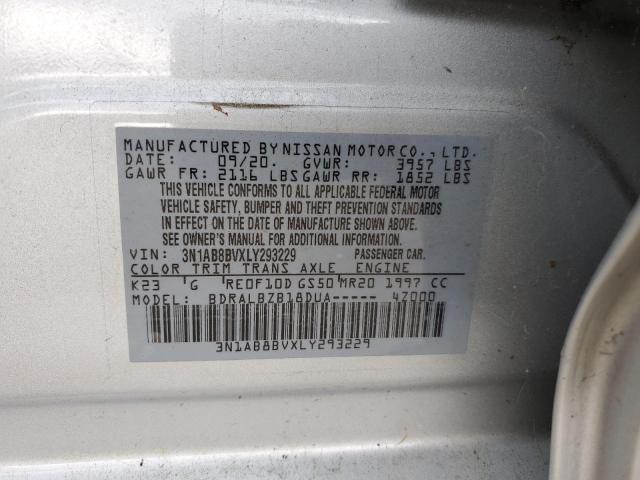 MANUFACTURED BY NISSAN MOTOR CO., LTD.
DATE: 09/20. GVWR: 3957 LBS
GAWR FR: 2116 LBS GAWR RR: 1852 LBS
THIS VEHICLE CONFORMS TO ALL APPLICABLE FEDERAL MOTOR
VEHICLE SAFETY, BUMPER AND THEFT PREVENTION STANDARDS
IN EFFECT ON THE DATE OF MANUFACTURE SHOWN ABOVE.
SEE OWNER'S MANUAL FOR ADDITIONAL INFORMATION.
VIN: 3N1AB8BVXLY293229 PASSENGER CAR.
COLOR TRIM TRANS AXLE ENGINE
K23 G RE0F10D GS50 MR20 1997 CC
MODEL: BDRALBZB18DUA----- 4Z000
3N1AB8BVXLY293229